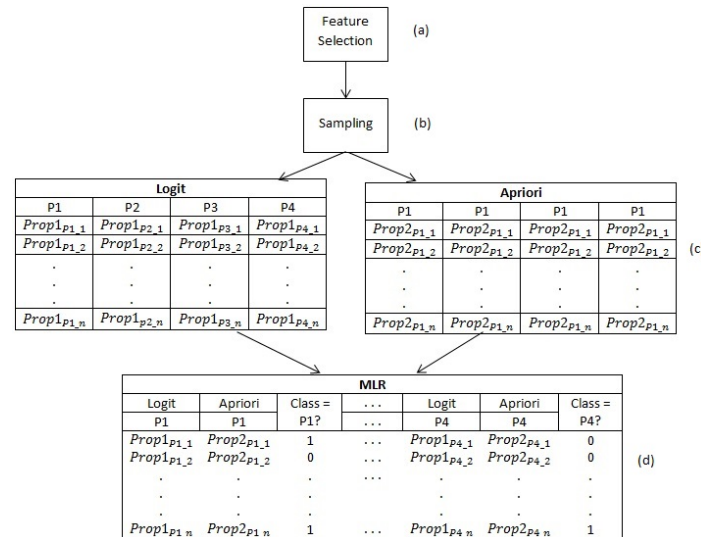 Feature
Selection
(a)
Sampling
(b)
Logit
P1 P2 P3 P4
Prop1P1_1 Prop1P2_1 Prop1P3_1 Prop1P4_1
Prop1P1_2 Prop1P2_2 Prop1P3_2 Prop1P4_2
. . . .
. . . .
. . . .
Prop1P1_n Prop1p2_n Prop1P3_n Prop1P4_n
Apriori
P1 P1 P1 P1
Prop2P1_1 Prop2P1_1 Prop2P1_1 Prop2P1_1
Prop2P1_2 Prop2P1_2 Prop2P1_2 Prop2P1_2
. . . .
. . . .
. . . .
Prop2P1_n Prop2P1_n Prop2P1_n Prop2P1_n
(c
MLR
Logit Apriori Class = ... Logit Apriori Class =
P1 P1 P1? ... P4 P4 P4?
Prop1P1_1 Prop2P1_1 1 ... Prop1P4_1 Prop2P4_1 0
Prop1P1_2 Prop2P1_2 0 ... Prop1P4_2 Prop2P4_2 0
. . . ... . . .
. . . . . .
. . . . . .
Prop1P1_n Prop2P1_n 1 ... Prop1P4_n Prop2P4_n 1
(d)